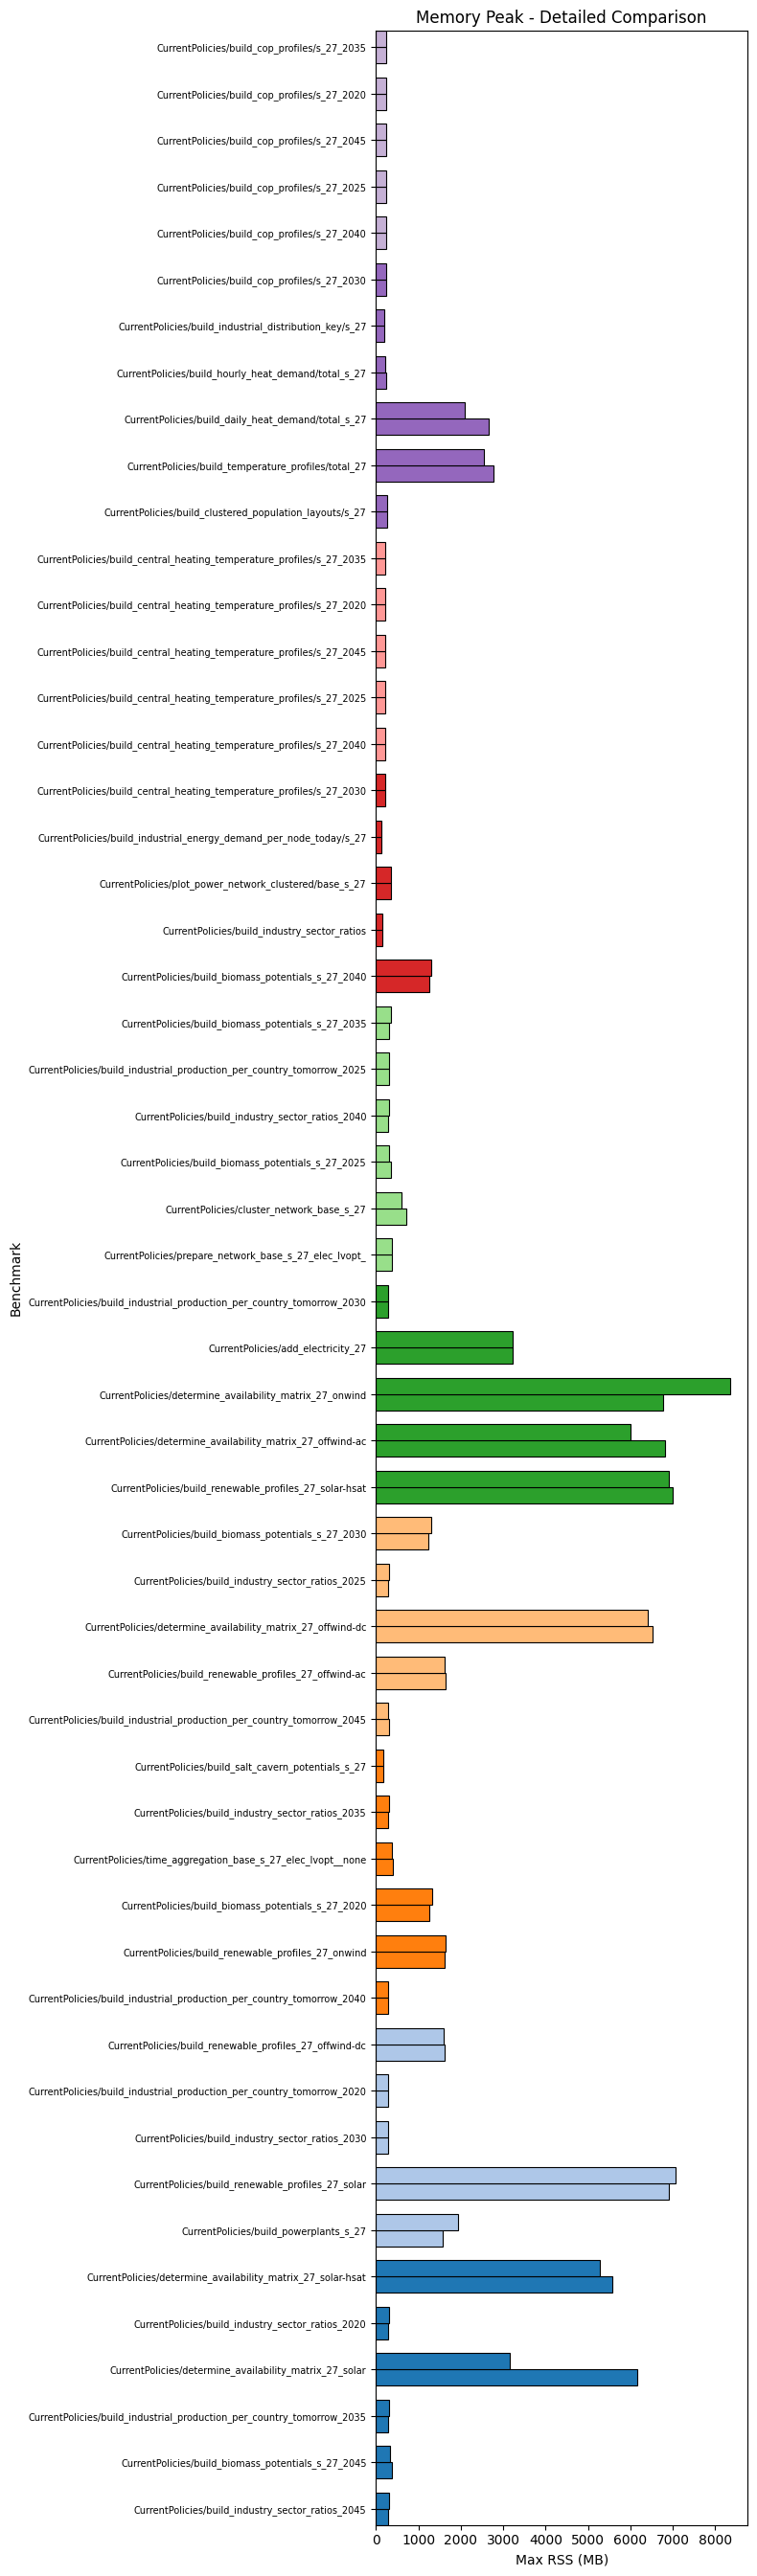 Memory Peak - Detailed Comparison
CurrentPolicies/build_cop_profiles/s_27_2035
CurrentPolicies/build_cop_profiles/s_27_2020
CurrentPolicies/build_cop_profiles/s_27_2045
CurrentPolicies/build_cop_profiles/s_27_2025
CurrentPolicies/build_cop_profiles/s_27_2040
CurrentPolicies/build_cop_profiles/s_27_2030
CurrentPolicies/build_industrial_distribution_key/s_27
CurrentPolicies/build_hourly_heat_demand/total_s_27
CurrentPolicies/build_daily_heat_demand/total_s_27
CurrentPolicies/build_temperature_profiles/total_27
CurrentPolicies/build_clustered_population_layouts/s_27
CurrentPolicies/build_central_heating_temperature_profiles/s_27_2035
CurrentPolicies/build_central_heating_temperature_profiles/s_27_2020
CurrentPolicies/build_central_heating_temperature_profiles/s_27_2045
CurrentPolicies/build_central_heating_temperature_profiles/s_27_2025
CurrentPolicies/build_central_heating_temperature_profiles/s_27_2040
CurrentPolicies/build_central_heating_temperature_profiles/s_27_2030
CurrentPolicies/build_industrial_energy_demand_per_node_today/s_27
CurrentPolicies/plot_power_network_clustered/base_s_27
CurrentPolicies/build_industry_sector_ratios
CurrentPolicies/build_biomass_potentials_s_27_2040
CurrentPolicies/build_biomass_potentials_s_27_2035
CurrentPolicies/build_industrial_production_per_country_tomorrow_2025
CurrentPolicies/build_industry_sector_ratios_2040
CurrentPolicies/build_biomass_potentials_s_27_2025
CurrentPolicies/cluster_network_base_s_27
CurrentPolicies/prepare_network_base_s_27_elec_lvopt_
CurrentPolicies/build_industrial_production_per_country_tomorrow_2030
CurrentPolicies/add_electricity_27
CurrentPolicies/determine_availability_matrix_27_onwind
CurrentPolicies/determine_availability_matrix_27_offwind-ac
CurrentPolicies/build_renewable_profiles_27_solar-hsat
CurrentPolicies/build_biomass_potentials_s_27_2030
CurrentPolicies/build_industry_sector_ratios_2025
CurrentPolicies/determine_availability_matrix_27_offwind-dc
CurrentPolicies/build_renewable_profiles_27_offwind-ac
CurrentPolicies/build_industrial_production_per_country_tomorrow_2045
CurrentPolicies/build_salt_cavern_potentials_s_27
CurrentPolicies/build_industry_sector_ratios_2035
CurrentPolicies/time_aggregation_base_s_27_elec_lvopt__none
CurrentPolicies/build_biomass_potentials_s_27_2020
CurrentPolicies/build_renewable_profiles_27_onwind
CurrentPolicies/build_industrial_production_per_country_tomorrow_2040
CurrentPolicies/build_renewable_profiles_27_offwind-dc
CurrentPolicies/build_industrial_production_per_country_tomorrow_2020
CurrentPolicies/build_industry_sector_ratios_2030
CurrentPolicies/build_renewable_profiles_27_solar
CurrentPolicies/build_powerplants_s_27
CurrentPolicies/determine_availability_matrix_27_solar-hsat
CurrentPolicies/build_industry_sector_ratios_2020
CurrentPolicies/determine_availability_matrix_27_solar
CurrentPolicies/build_industrial_production_per_country_tomorrow_2035
CurrentPolicies/build_biomass_potentials_s_27_2045
CurrentPolicies/build_industry_sector_ratios_2045
Benchmark
0 1000 2000 3000 4000 5000 6000 7000 8000
Max RSS (MB)